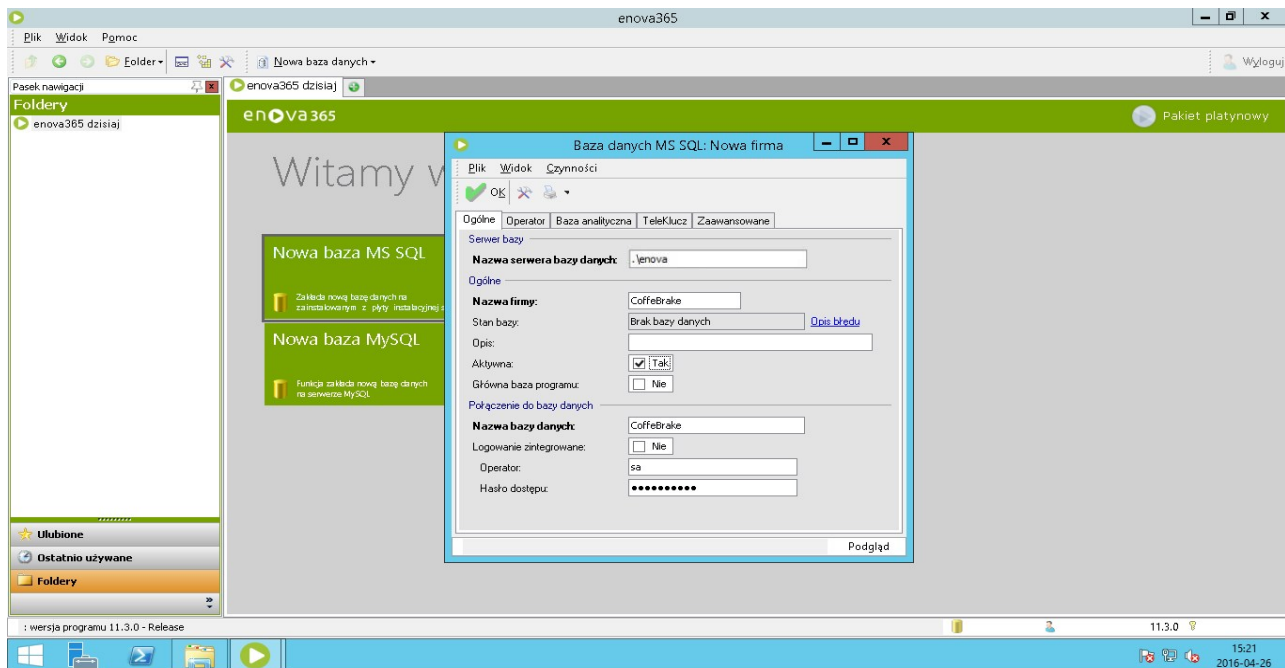 enova365
Plik Widok Pomoc
Folder Nowa baza danych Wyloguj
Pasek nawigacji
Foldery
enova365 dzisiaj
enova365 dzisiaj
enova365 Pakiet platynowy
Witamy w
Nowa baza MS SQL
Zakłada nową bazę danych na
zainstalowanym z płyty instalacyjnej s
Nowa baza MySQL
Funkcja zakłada nową bazę danych
na serwerze MySQL
Baza danych MS SQL: Nowa firma
Plik Widok Czynności
OK
Ogólne Operator Baza analityczna TeleKlucz Zaawansowane
Serwer bazy
Nazwa serwera bazy danych: .\enova
Ogólne
Nazwa firmy: CoffeBrake
Stan bazy: Brak bazy danych Opis błędu
Opis:
Aktywna: Tak
Główna baza programu: Nie
Połączenie do bazy danych
Nazwa bazy danych: CoffeBrake
Logowanie zintegrowane: Nie
Operator: sa
Hasło dostępu: ●●●●●●●●●●
Podgląd
Ulubione
Ostatnio używane
Foldery
: wersja programu 11.3.0 - Release 11.3.0
15:21
2016-04-26